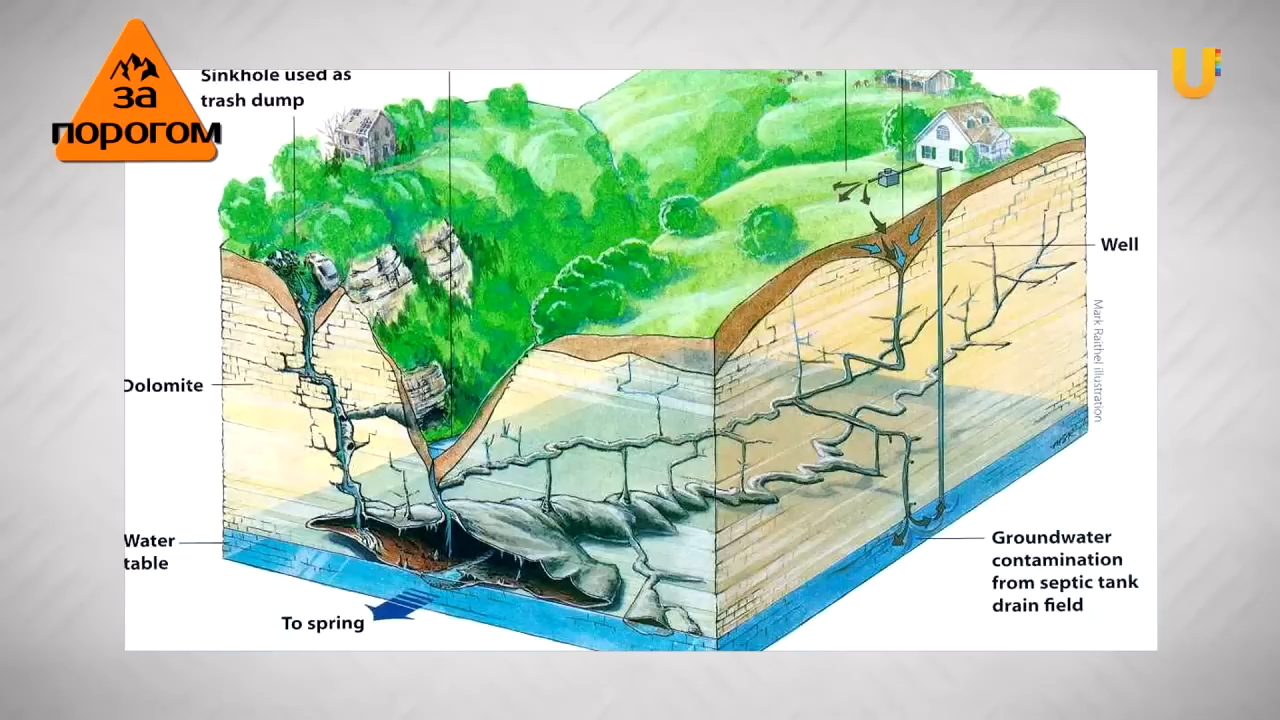 за
порогом
U
Sinkhole used as
trash dump
Well
Mark Raithel illustration
Dolomite
Water
table
To spring
Groundwater
contamination
from septic tank
drain field